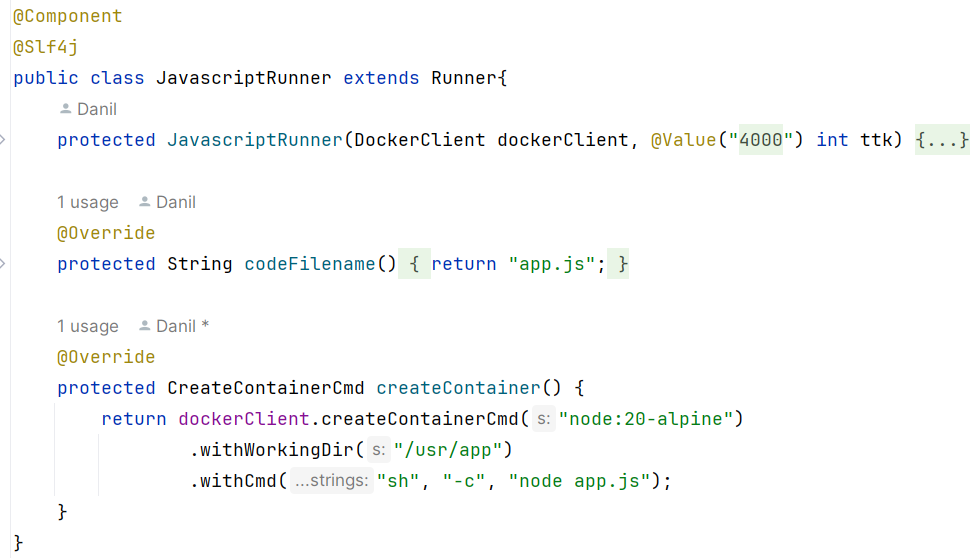 @Component
@Slf4j
public class JavascriptRunner extends Runner{
Danil
protected JavascriptRunner(DockerClient dockerClient, @Value("4000") int ttk) {...}
1 usage Danil
@Override
protected String codeFilename() { return "app.js"; }
1 usage Danil *
@Override
protected CreateContainerCmd createContainer() {
return dockerClient.createContainerCmd( s: "node:20-alpine")
.withWorkingDir( s: "/usr/app")
.withCmd( ...strings: "sh", "-c", "node app.js");
}
}